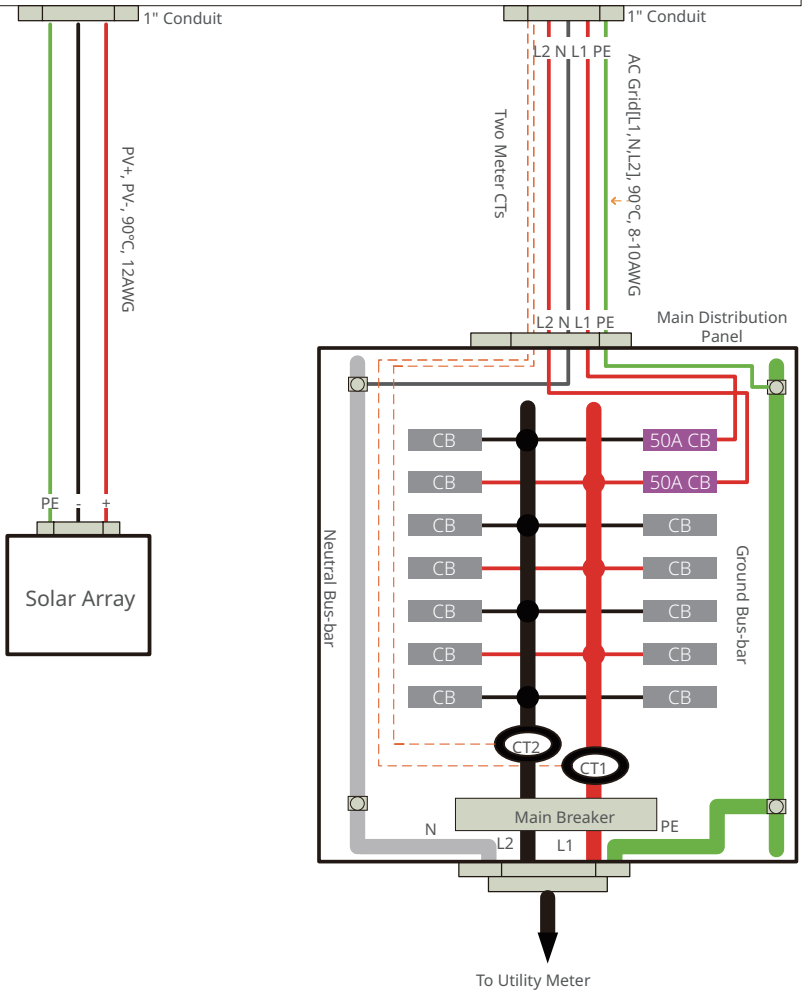 1" Conduit
1" Conduit
L2 N L1 PE
Two Meter CTs
AC Grid[L1,N,L2], 90℃, 8-10AWG
PV+, PV-, 90℃, 12AWG
L2 N L1 PE
Main Distribution
Panel
CB
50A CB
CB
50A CB
PE - +
CB
CB
Solar Array
Neutral Bus-bar
Ground Bus-bar
CB
CB
CB
CB
CB
CB
CB
CB
CT2
CT1
Main Breaker
N
L2
L1
PE
To Utility Meter